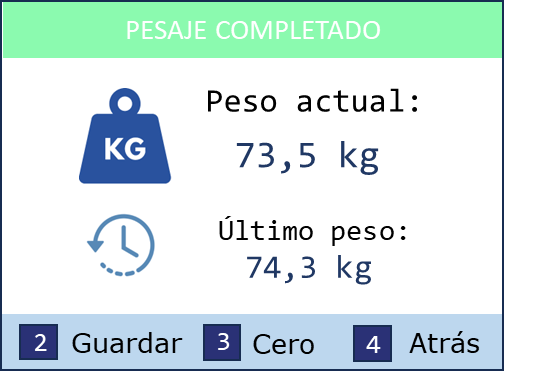 PESAJE COMPLETADO
Peso actual:
KG
73,5 kg
Último peso:
74,3 kg
2 Guardar 3 Cero 4 Atrás